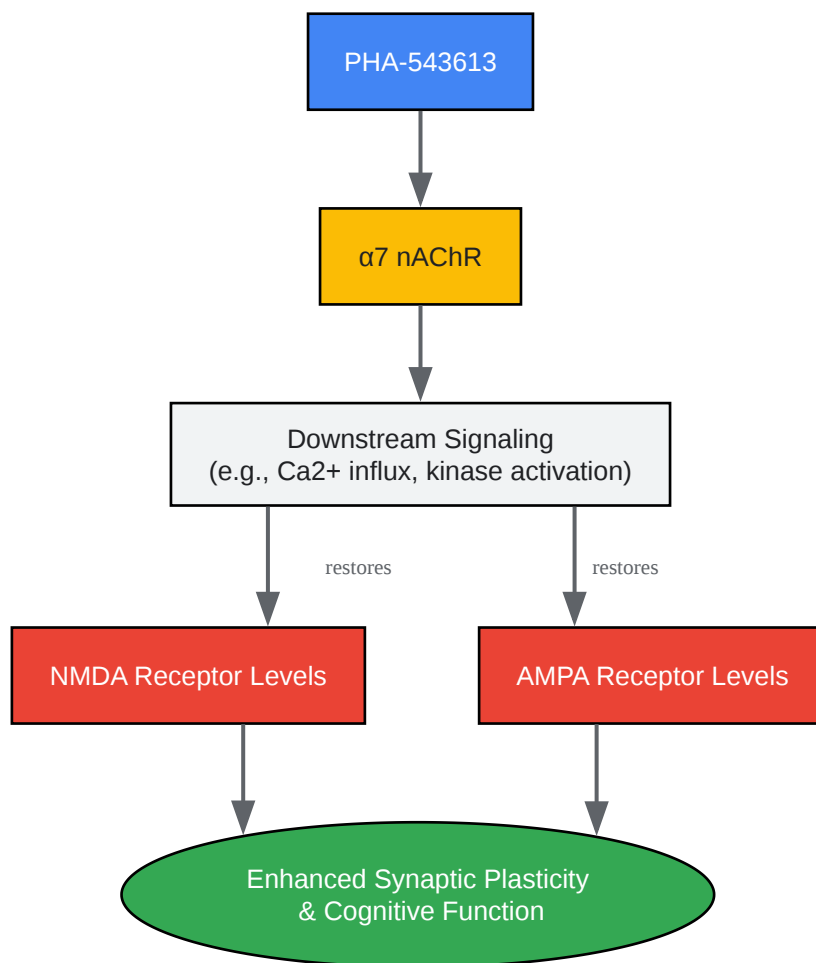 PHA-543613
α7 nAChR
Downstream Signaling
(e.g., Ca2+ influx, kinase activation)
restores
restores
NMDA Receptor Levels
AMPA Receptor Levels
Enhanced Synaptic Plasticity
& Cognitive Function